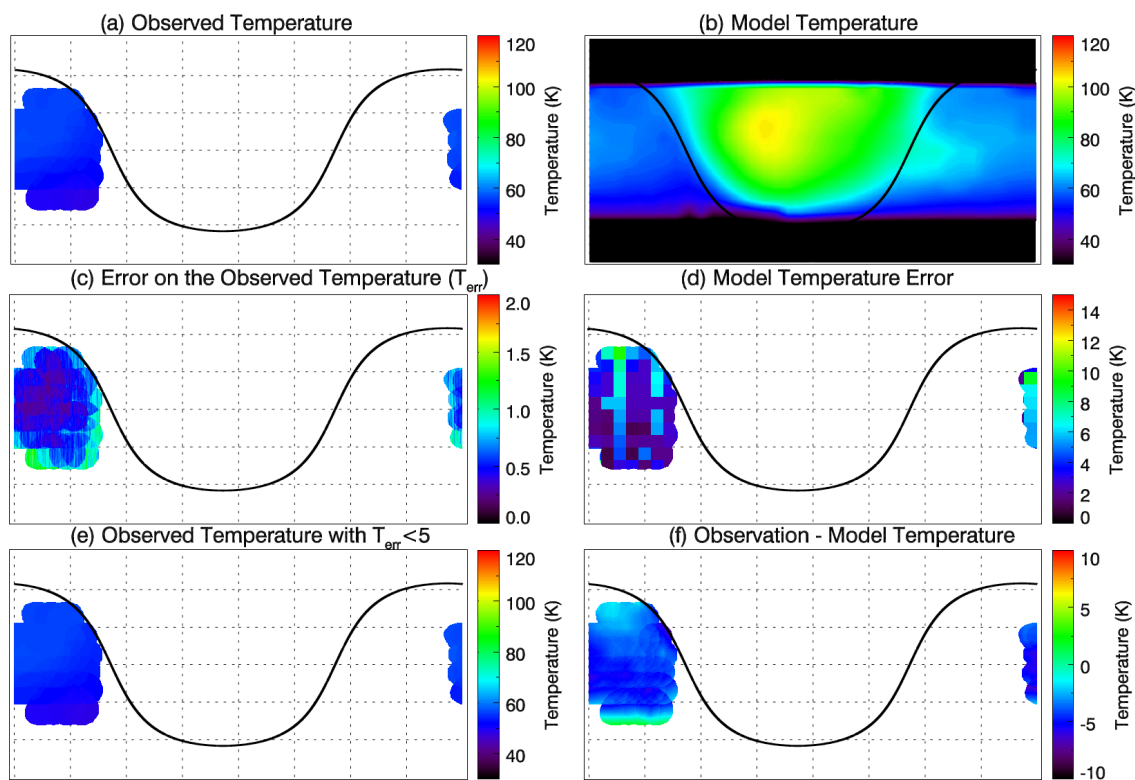 (a) Observed Temperature
120
100
80
60
40
Temperature (K)
(b) Model Temperature
120
100
80
60
40
Temperature (K)
(c) Error on the Observed Temperature (T_err)
2.0
1.5
1.0
0.5
0.0
Temperature (K)
(d) Model Temperature Error
14
12
10
8
6
4
2
0
Temperature (K)
(e) Observed Temperature with T_err<5
120
100
80
60
40
Temperature (K)
(f) Observation - Model Temperature
10
5
0
-5
-10
Temperature (K)